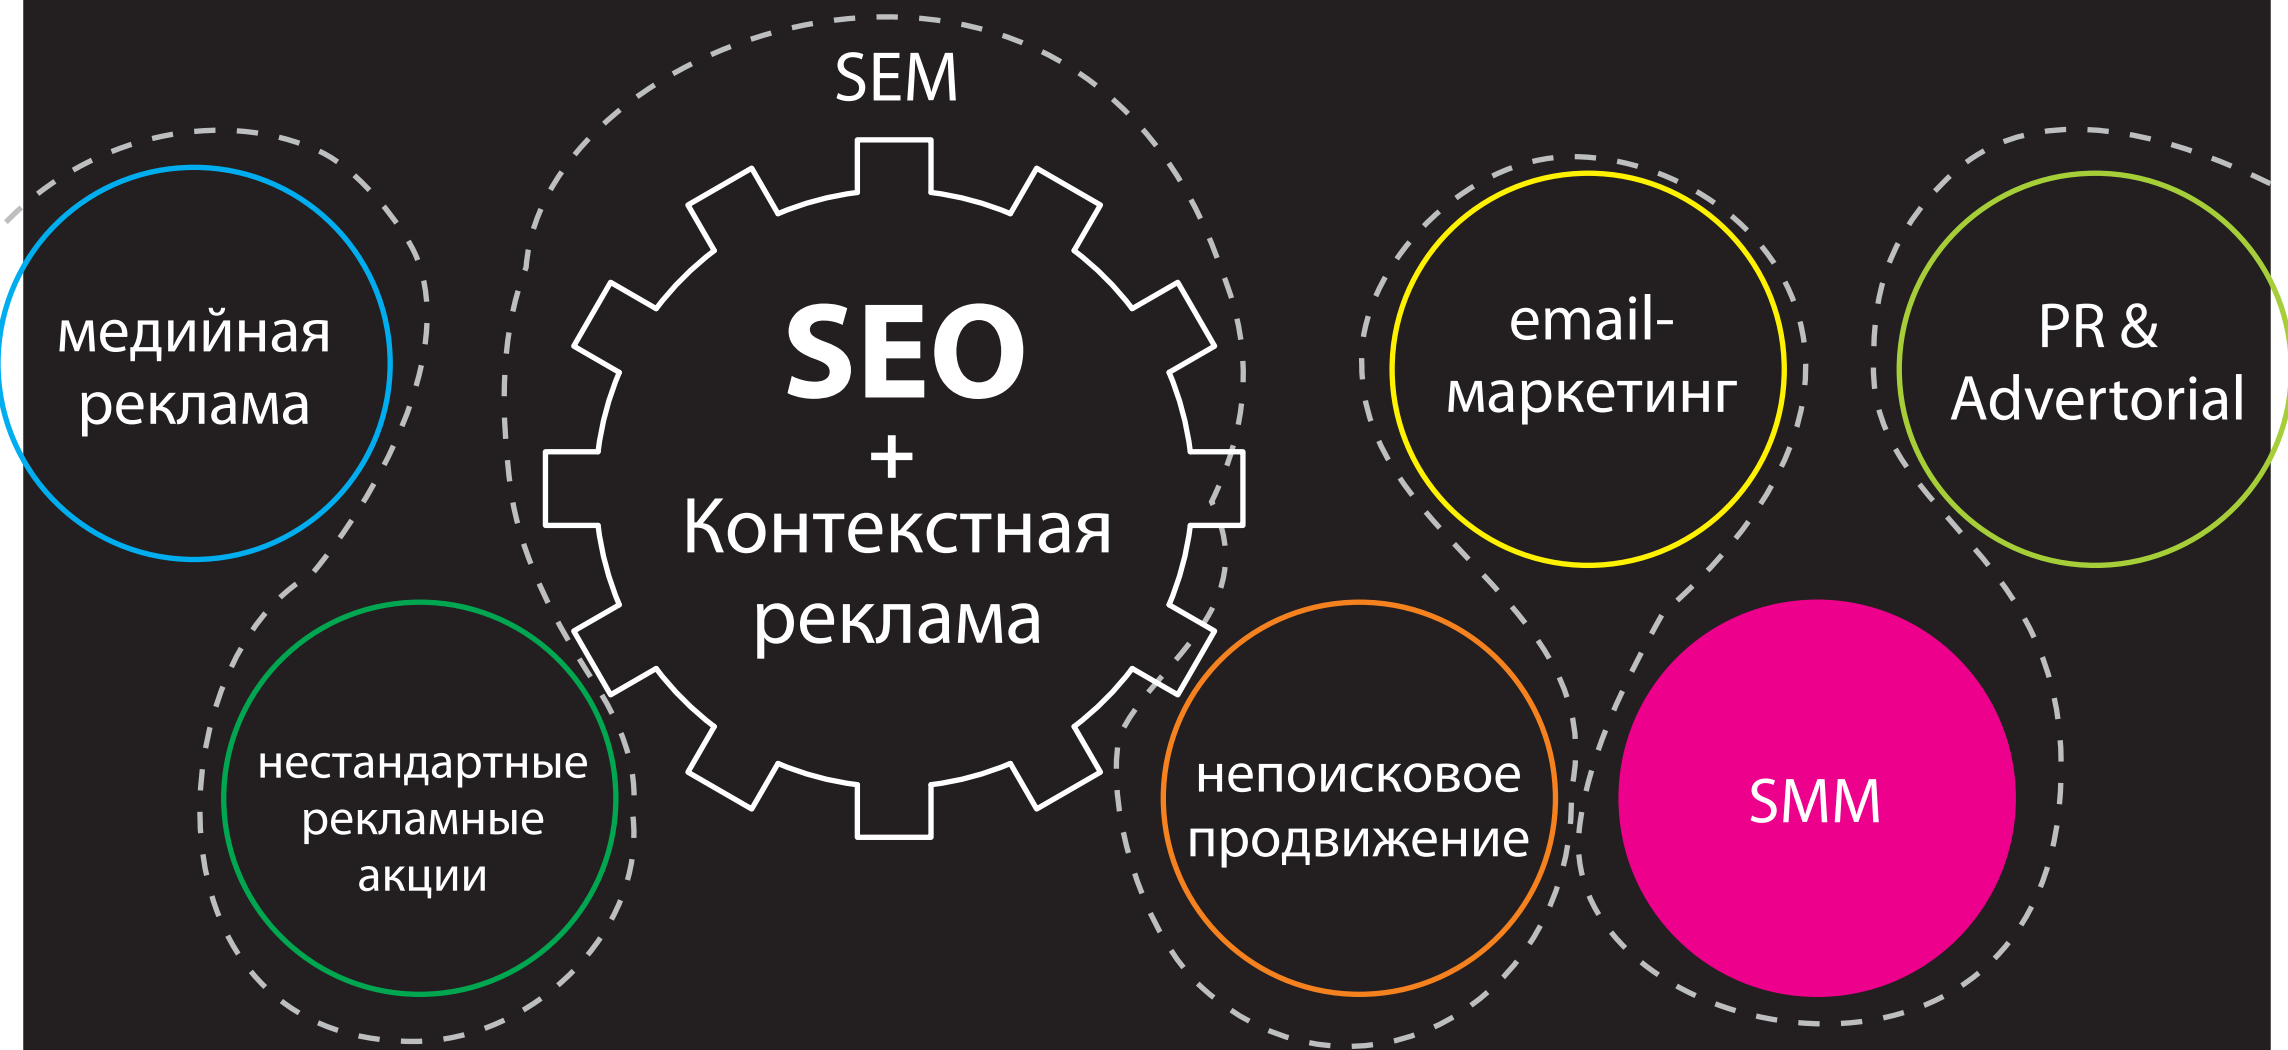 SEM
медийная
реклама
нестандартные
рекламные
акции
SEO
+
Контекстная
реклама
непоисковое
продвижение
email-
маркетинг
SMM
PR &
Advertorial